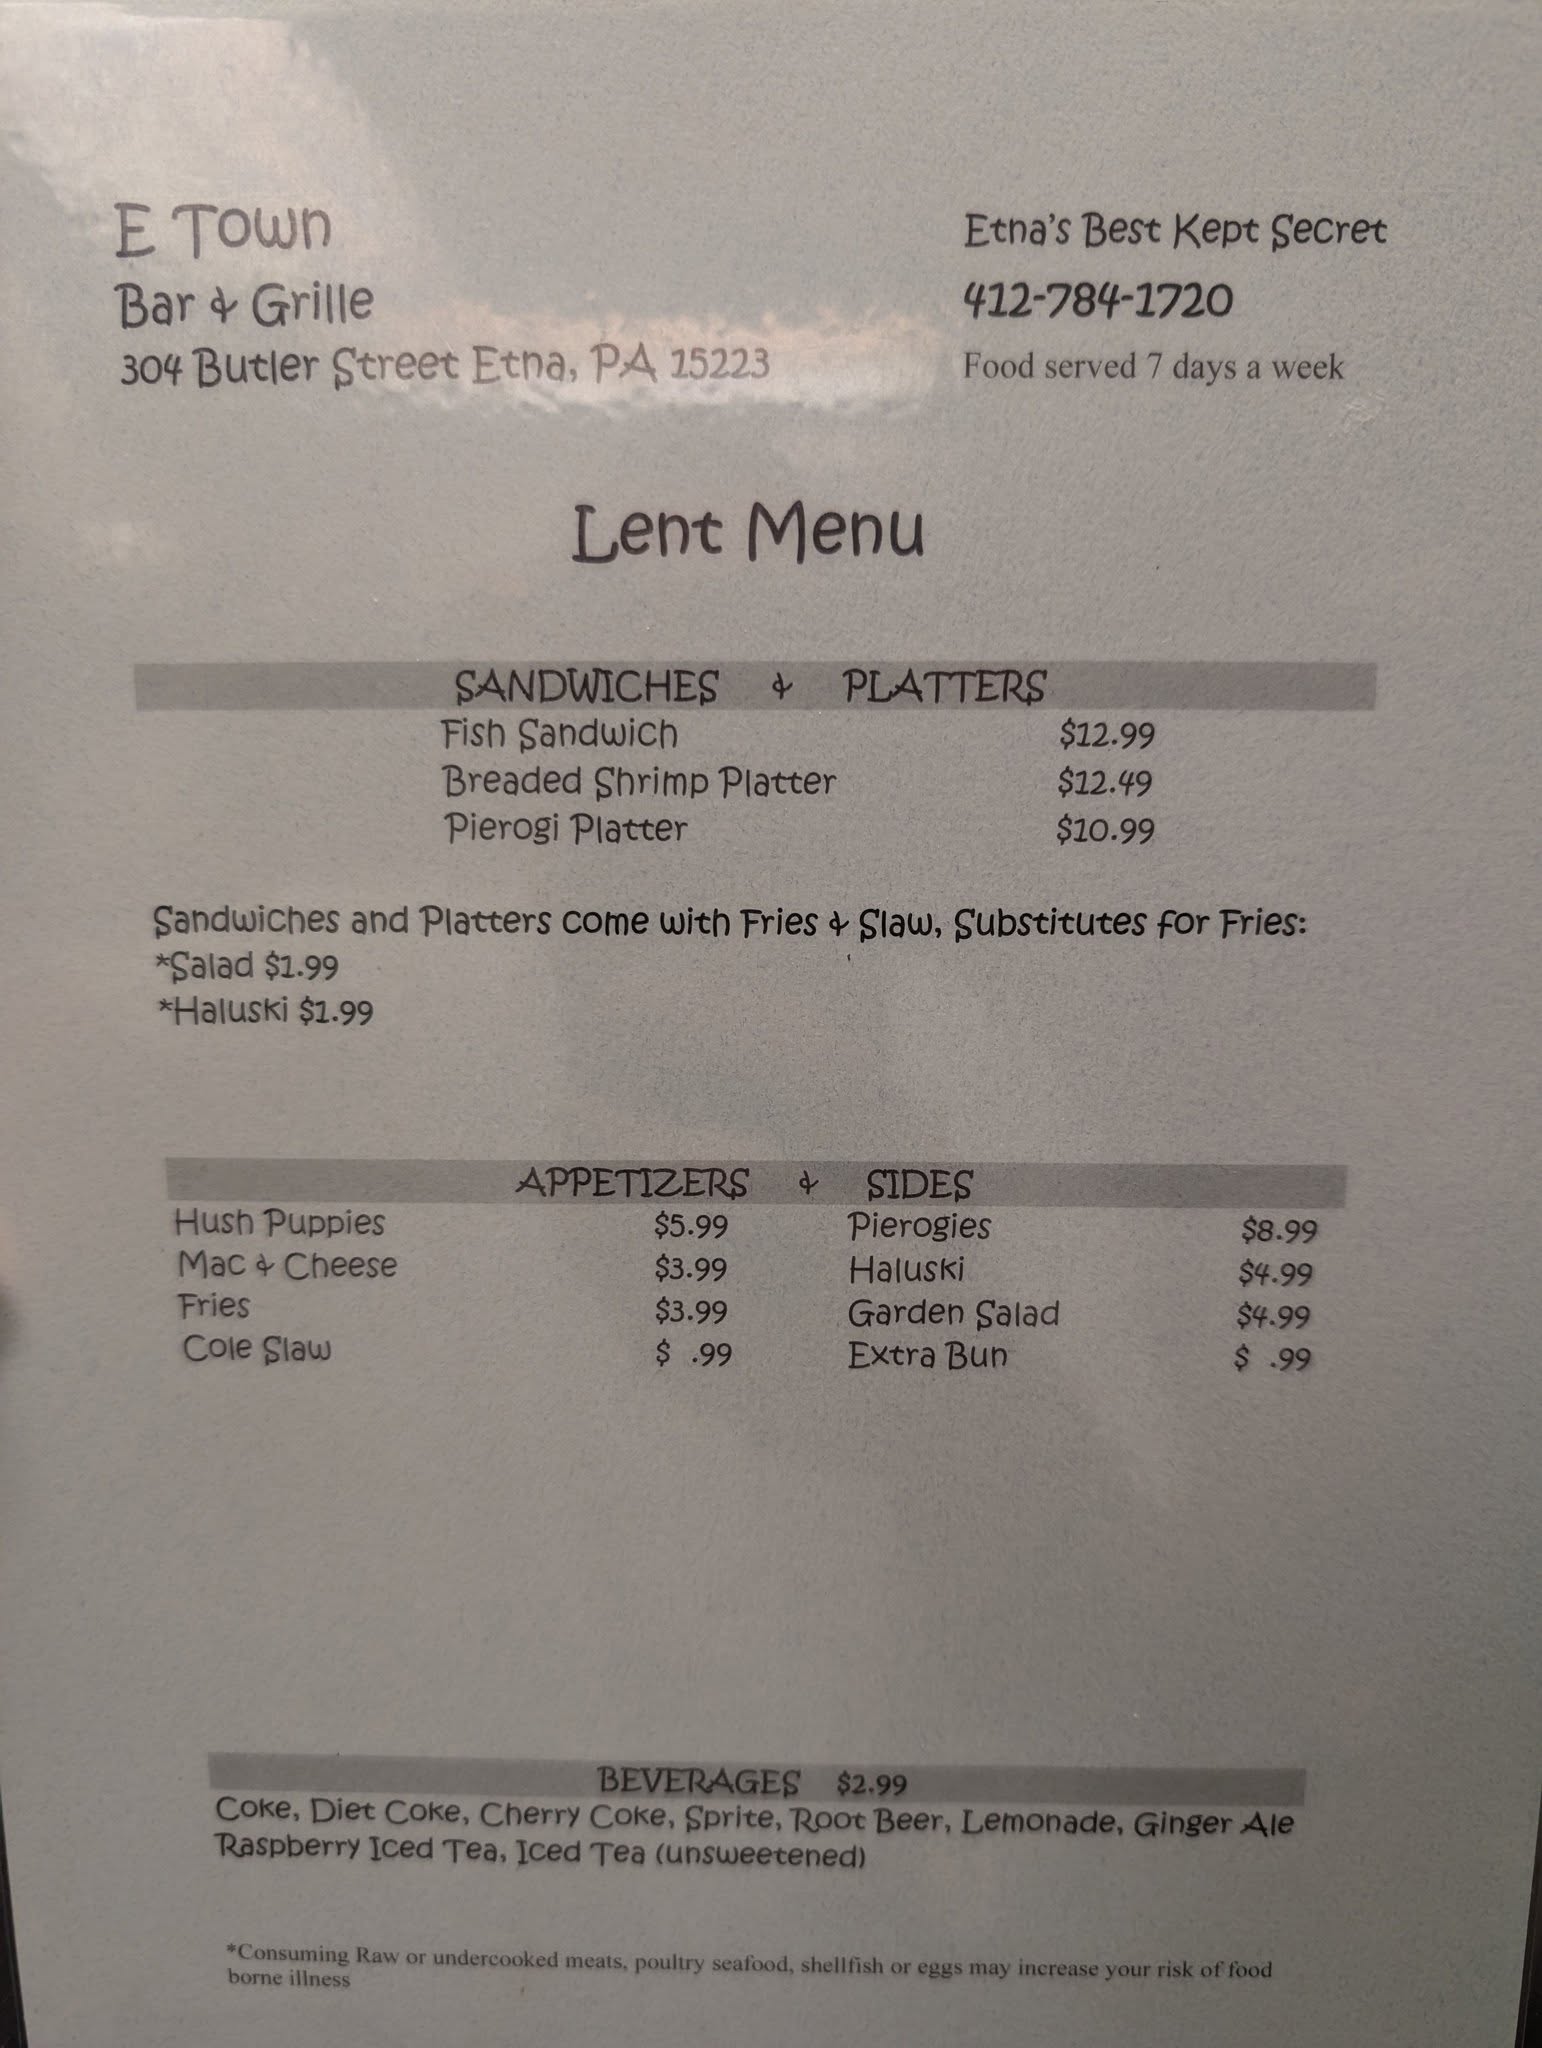 E Town
Bar & Grille
304 Butler Street Etna, PA 15223
Etna's Best Kept Secret
412-784-1720
Food served 7 days a week
Lent Menu
SANDWICHES & PLATTERS
Fish Sandwich $12.99
Breaded Shrimp Platter $12.49
Pierogi Platter $10.99
Sandwiches and Platters come with Fries & Slaw, Substitutes for Fries:
*Salad $1.99
*Haluski $1.99
APPETIZERS & SIDES
Hush Puppies $5.99 Pierogies $8.99
Mac & Cheese $3.99 Haluski $4.99
Fries $3.99 Garden Salad $4.99
Cole Slaw $ .99 Extra Bun $ .99
BEVERAGES $2.99
Coke, Diet Coke, Cherry Coke, Sprite, Root Beer, Lemonade, Ginger Ale
Raspberry Iced Tea, Iced Tea (unsweetened)
*Consuming Raw or undercooked meats, poultry seafood, shellfish or eggs may increase your risk of food
borne illness